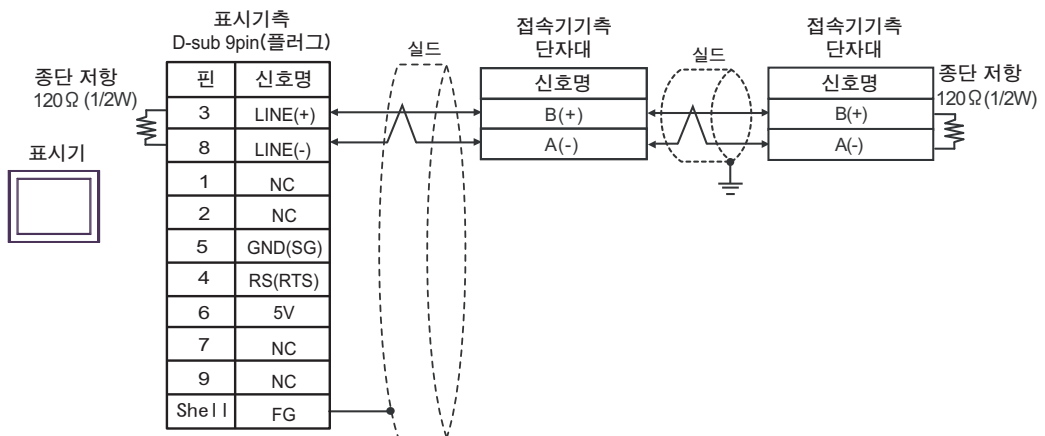 표시기측
D-sub 9pin(플러그)
종단 저항
120Ω (1/2W)
표시기
핀 신호명
3 LINE(+)
8 LINE(-)
1 NC
2 NC
5 GND(SG)
4 RS(RTS)
6 5V
7 NC
9 NC
Shell FG
실드
접속기기측
단자대
신호명
B(+)
A(-)
실드
접속기기측
단자대
신호명
B(+)
A(-)
종단 저항
120Ω(1/2W)